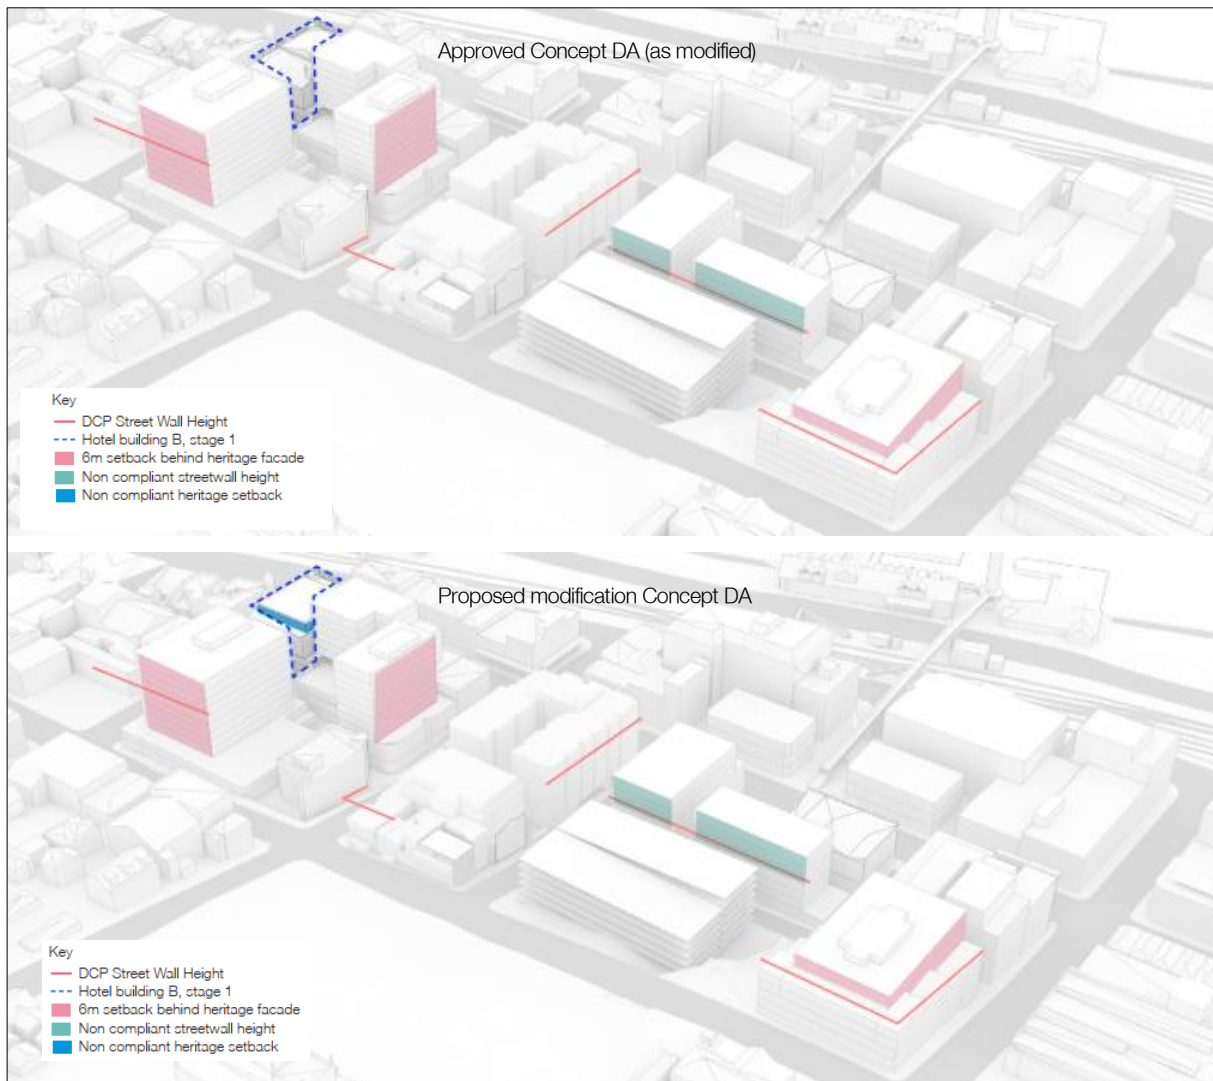 Approved Concept DA (as modified)
Key
DCP Street Wall Height
Hotel building B, stage 1
6m setback behind heritage facade
Non compliant streetwall height
Non compliant heritage setback
Proposed modification Concept DA
Key
DCP Street Wall Height
Hotel building B, stage 1
6m setback behind heritage facade
Non compliant streetwall height
Non compliant heritage setback